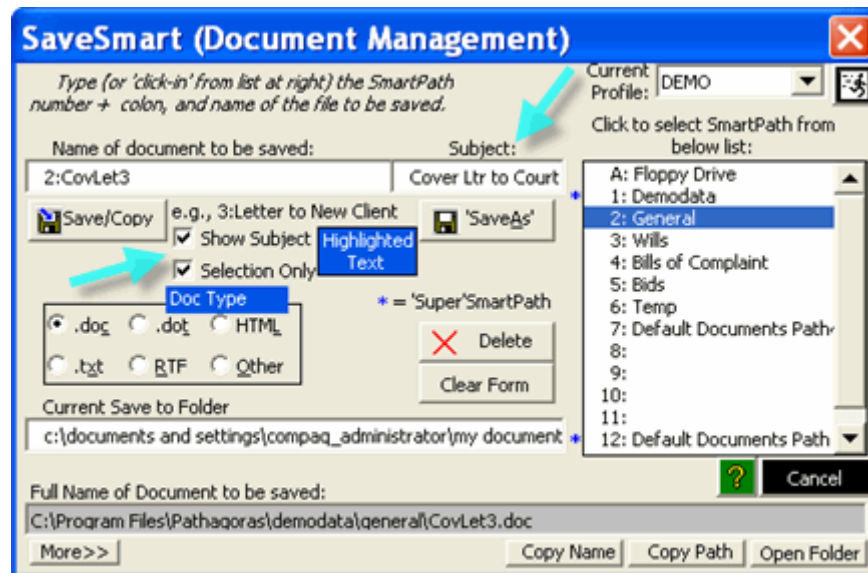 SaveSmart (Document Management)
Type (or 'click-in' from list at right) the SmartPath
number + colon, and name of the file to be saved.
Current
Profile:
DEMO
Click to select SmartPath from
below list:
Name of document to be saved:
Subject:
2:CovLet3
Cover Ltr to Court
Save/Copy
e.g., 3:Letter to New Client
'SaveAs'
Show Subject
Highlighted
Text
Selection Only
Doc Type
* = 'Super'SmartPath
.doc
.dot
HTML
.txt
RTF
Other
Delete
Clear Form
*
A: Floppy Drive
1: Demodata
2: General
3: Wills
4: Bills of Complaint
5: Bids
6: Temp
7: Default Documents Path
8:
9:
10:
11:
12: Default Documents Path
Current Save to Folder
c:\documents and settings\compaq_administrator\my document
*
?
Cancel
Full Name of Document to be saved:
C:\Program Files\Pathagoras\demodata\general\CovLet3.doc
More>>
Copy Name
Copy Path
Open Folder